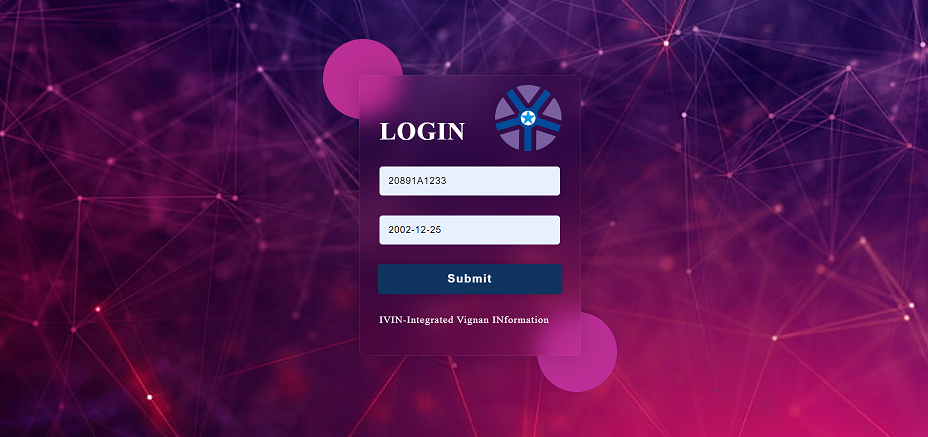 LOGIN
20891A1233
2002-12-25
Submit
IVIN-Integrated Vignan INformation